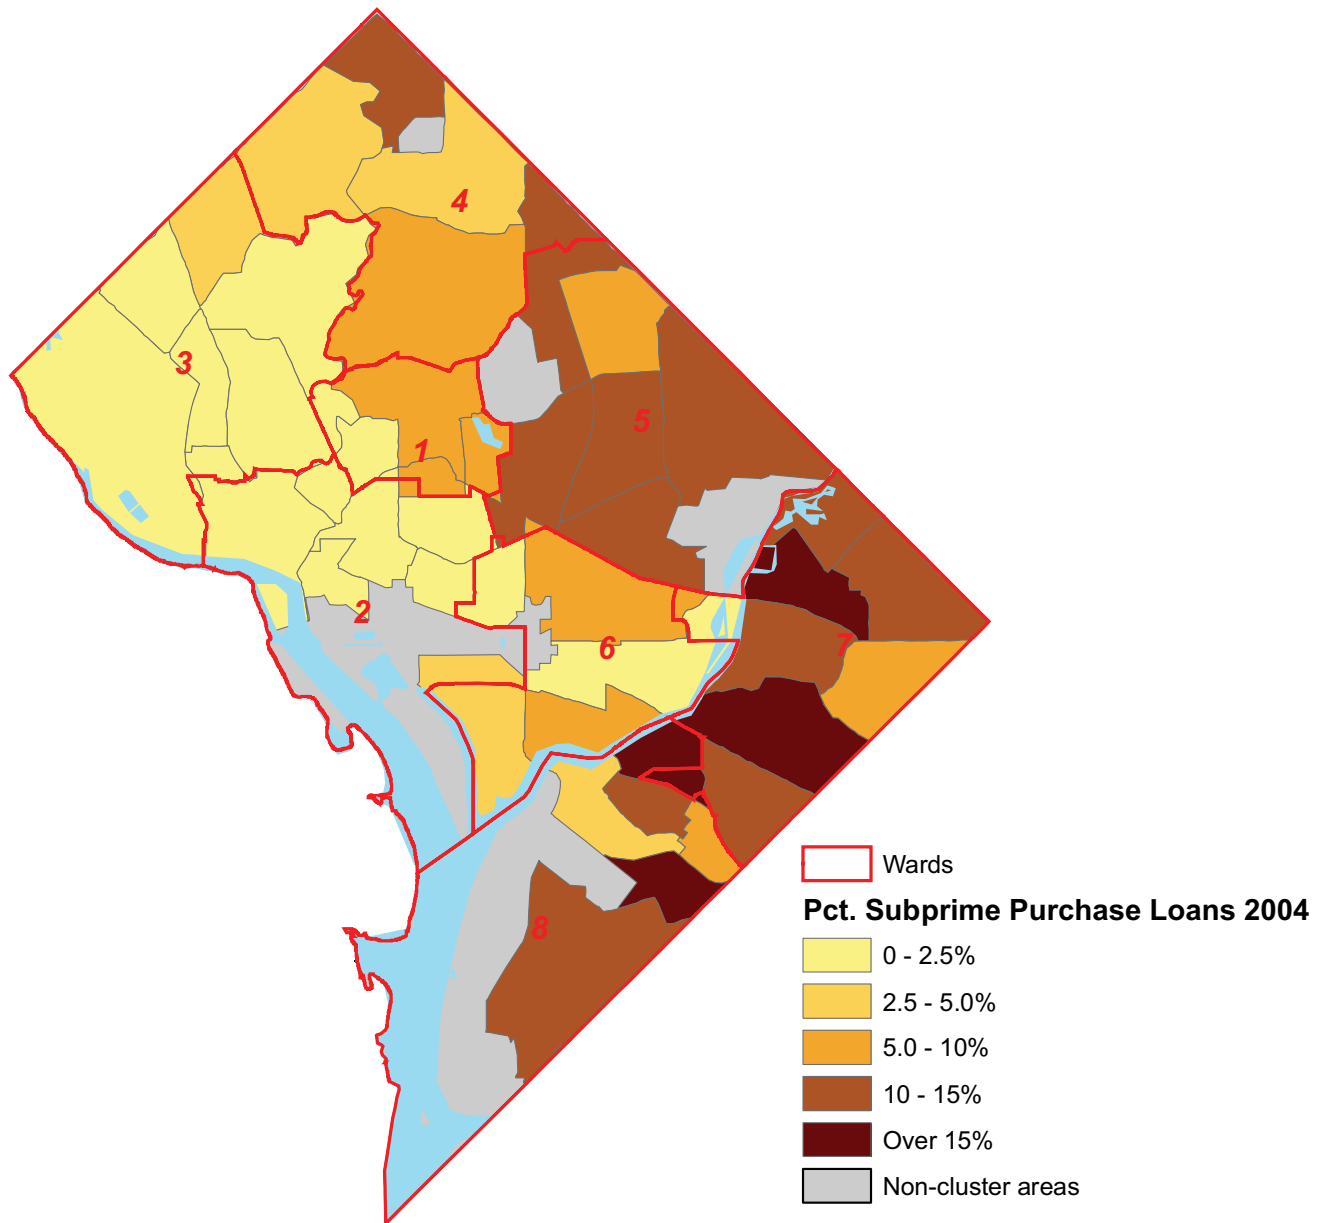 4
3
5
1
2
6
7
8
Wards
Pct. Subprime Purchase Loans 2004
0 - 2.5%
2.5 - 5.0%
5.0 - 10%
10 - 15%
Over 15%
Non-cluster areas